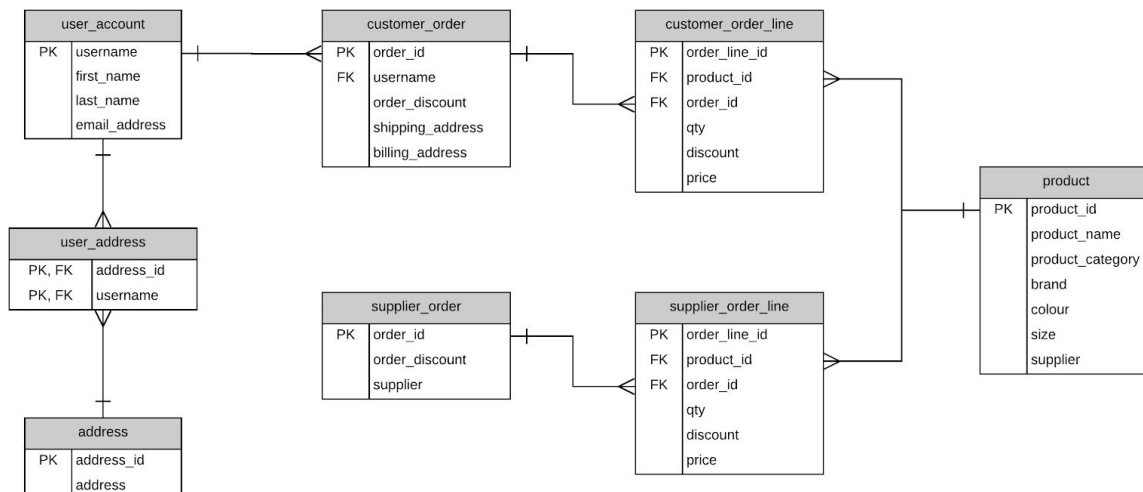 user_account
PK username
first_name
last_name
email_address
customer_order
PK order_id
FK username
order_discount
shipping_address
billing_address
customer_order_line
PK order_line_id
FK product_id
FK order_id
qty
discount
price
product
PK product_id
product_name
product_category
brand
colour
size
supplier
user_address
PK, FK address_id
PK, FK username
supplier_order
PK order_id
order_discount
supplier
supplier_order_line
PK order_line_id
FK product_id
FK order_id
qty
discount
price
address
PK address_id
address